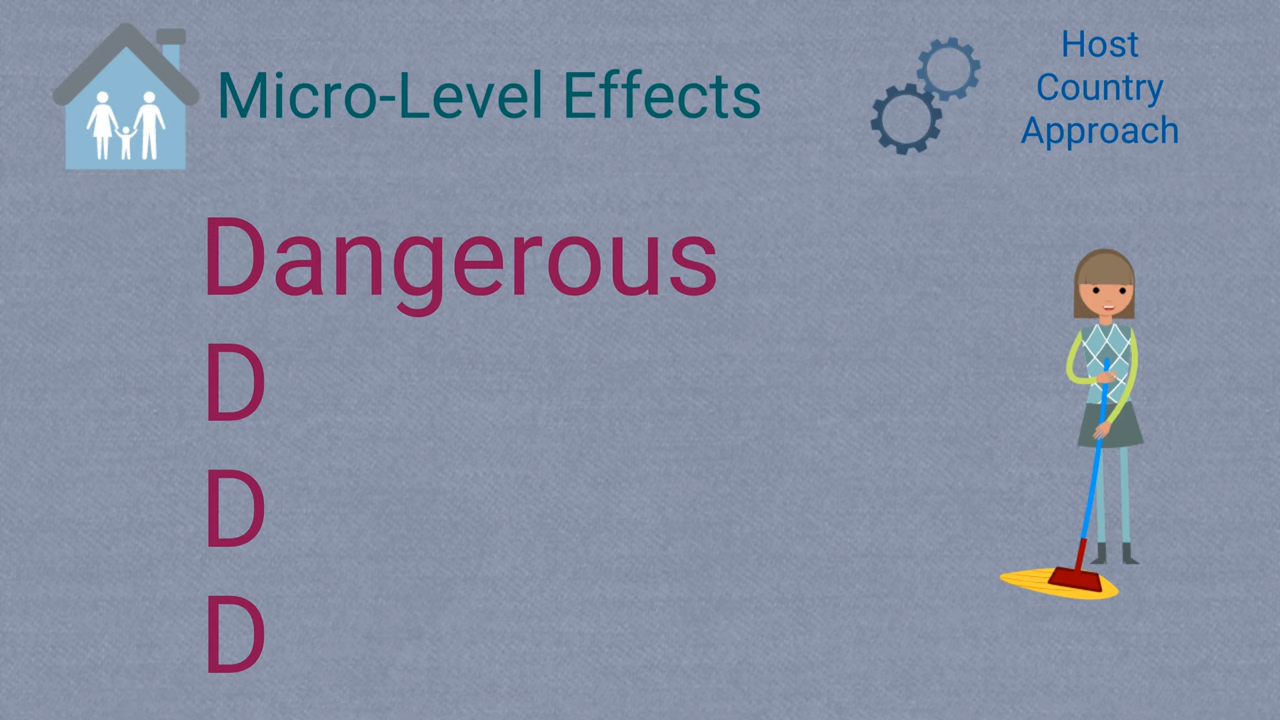 Micro-Level Effects
Host
Country
Approach
Dangerous
D
D
D